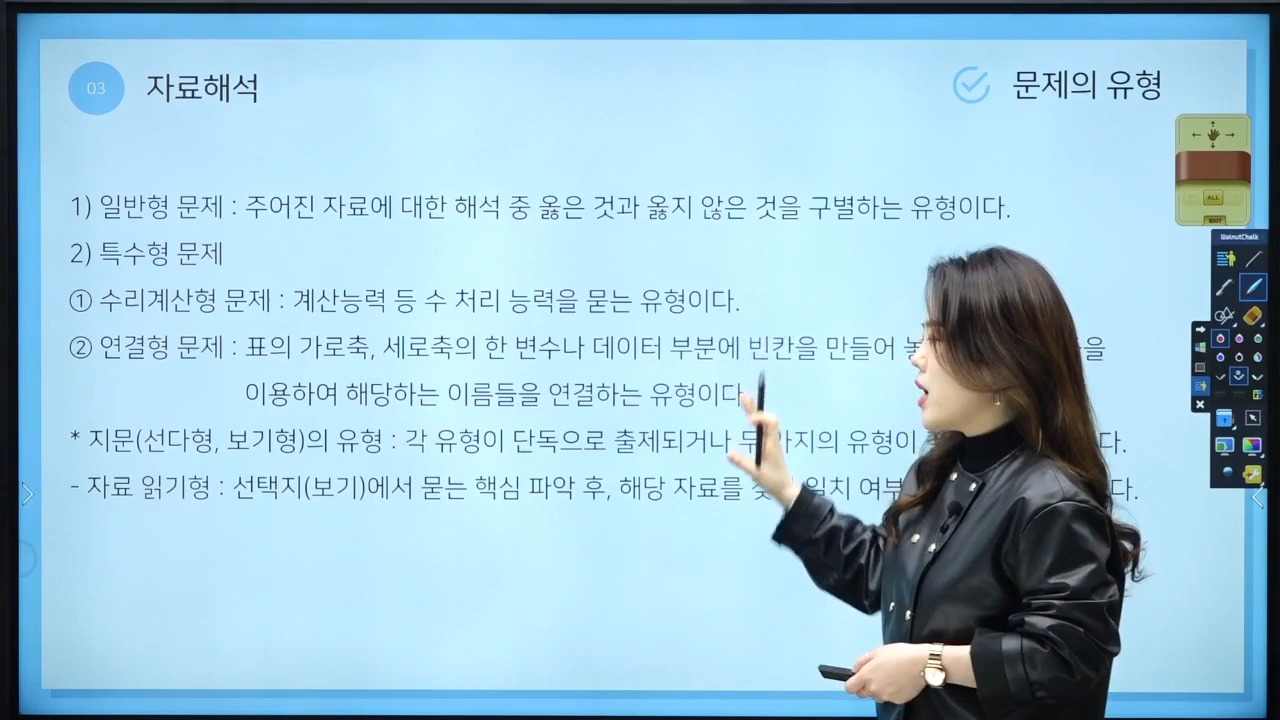 03 자료해석
문제의 유형
ALL
EXIT
WalnutChalk
1) 일반형 문제 : 주어진 자료에 대한 해석 중 옳은 것과 옳지 않은 것을 구별하는 유형이다.
2) 특수형 문제
① 수리계산형 문제 : 계산능력 등 수 처리 능력을 묻는 유형이다.
② 연결형 문제 : 표의 가로축, 세로축의 한 변수나 데이터 부분에 빈칸을 만들어
이용하여 해당하는 이름들을 연결하는 유형이다
* 지문(선다형, 보기형)의 유형 : 각 유형이 단독으로 출제되거나 유형이
- 자료 읽기형 : 선택지(보기)에서 묻는 핵심 파악 후, 해당 자료를 일치